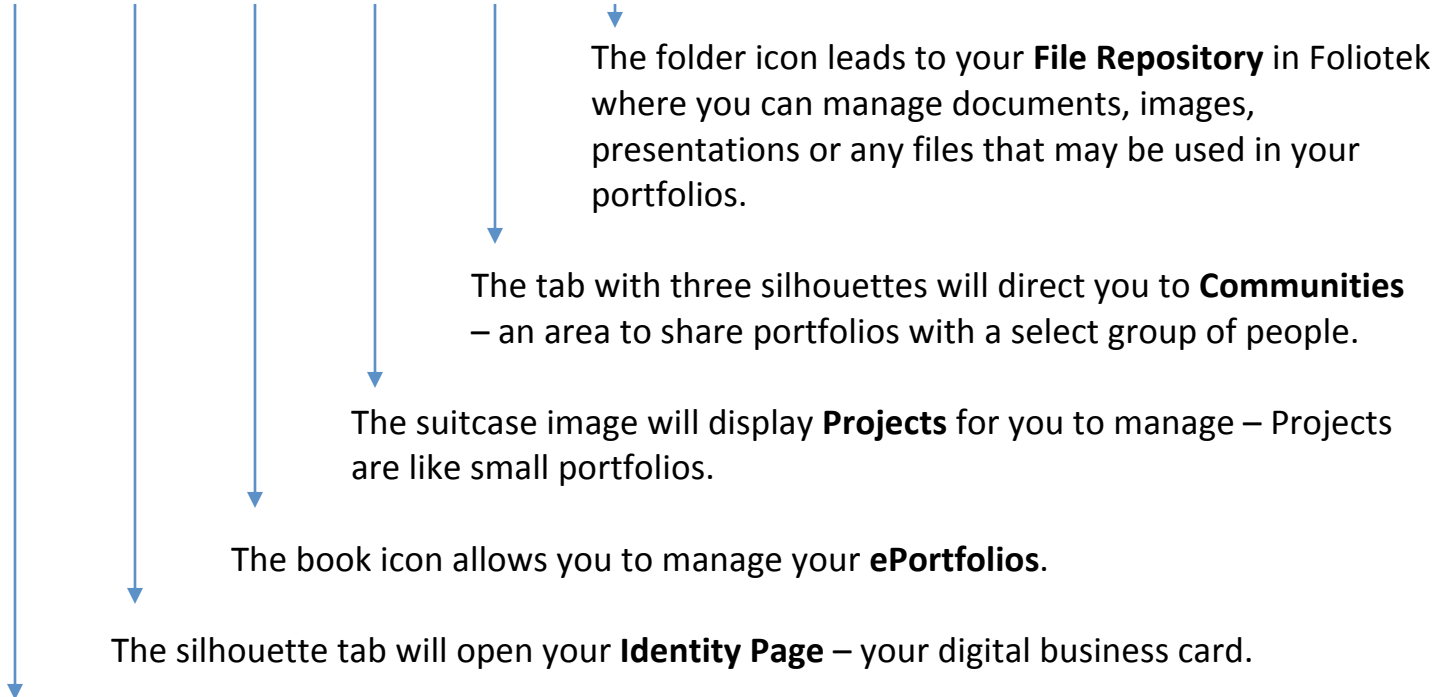 The folder icon leads to your File Repository in Foliotek
where you can manage documents, images,
presentations or any files that may be used in your
portfolios.
The tab with three silhouettes will direct you to Communities
– an area to share portfolios with a select group of people.
The suitcase image will display Projects for you to manage – Projects
are like small portfolios.
The book icon allows you to manage your ePortfolios.
The silhouette tab will open your Identity Page – your digital business card.